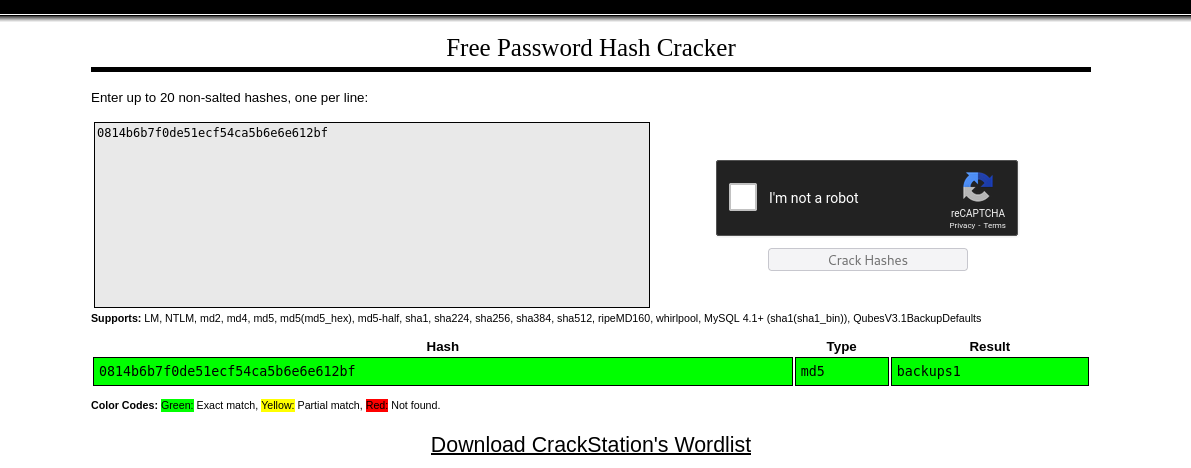 Free Password Hash Cracker
Enter up to 20 non-salted hashes, one per line:
0814b6b7f0de51ecf54ca5b6e6e612bf
I'm not a robot
reCAPTCHA
Privacy - Terms
Crack Hashes
Supports: LM, NTLM, md2, md4, md5, md5(md5_hex), md5-half, sha1, sha224, sha256, sha384, sha512, ripeMD160, whirlpool, MySQL 4.1+ (sha1(sha1_bin)), QubesV3.1BackupDefaults
Hash Type Result
0814b6b7f0de51ecf54ca5b6e6e612bf md5 backups1
Color Codes: Green: Exact match, Yellow: Partial match, Red: Not found.
Download CrackStation's Wordlist